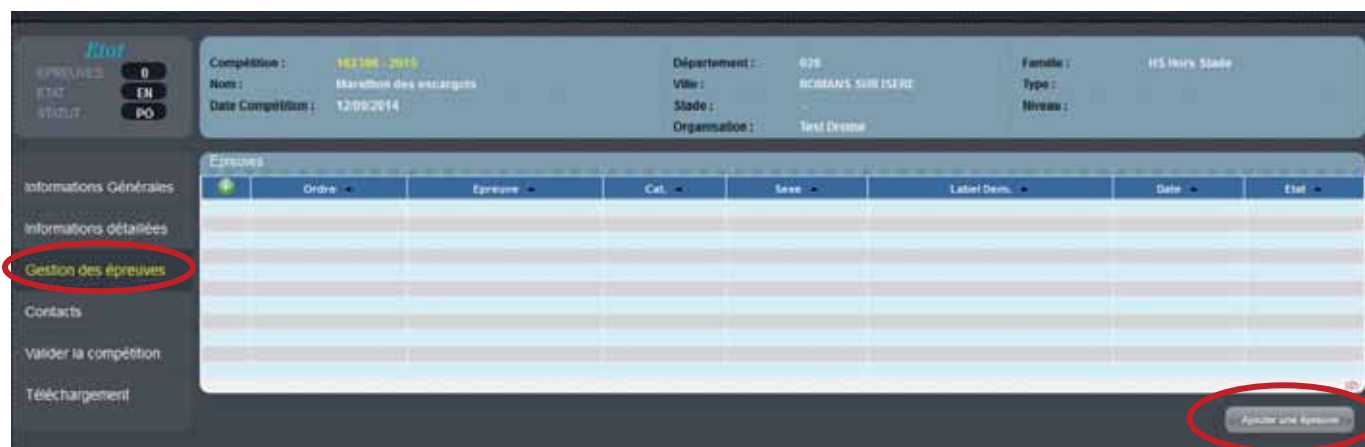 Etat
EPREUVES 0
ETAT EN
STATUT PO
Compétition : - 2015
Nom : Marathon des escargots
Date Compétition : 12/09/2014
Département : 026
Ville : ROMANS SUR ISERE
Stade : -
Organisation : Test Drome
Famille : HS Hors Stade
Type :
Niveau :
Informations Générales
Informations détaillées
Gestion des épreuves
Contacts
Valider la compétition
Téléchargement
Epreuves
Ordre Epreuve Cat. Sexe Label Dem. Date Etat
Ajouter une épreuve